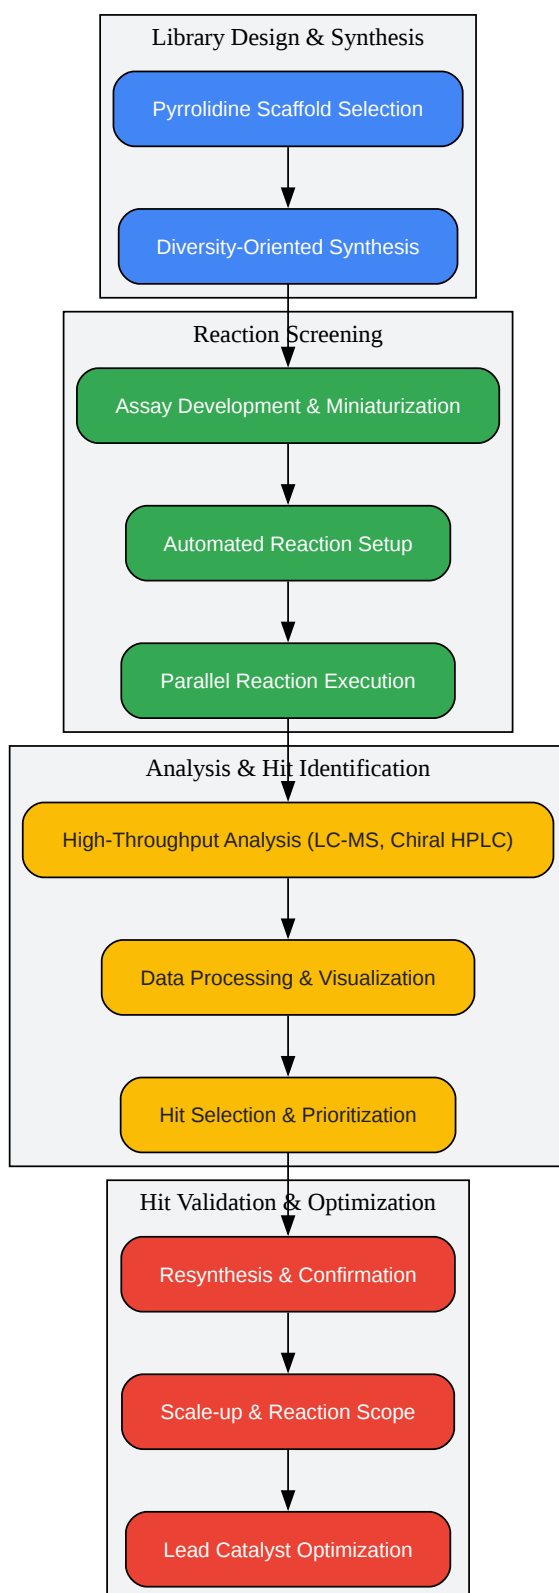 Library Design & Synthesis
Pyrrolidine Scaffold Selection
Diversity-Oriented Synthesis
Reaction Screening
Assay Development & Miniaturization
Automated Reaction Setup
Parallel Reaction Execution
Analysis & Hit Identification
High-Throughput Analysis (LC-MS, Chiral HPLC)
Data Processing & Visualization
Hit Selection & Prioritization
Hit Validation & Optimization
Resynthesis & Confirmation
Scale-up & Reaction Scope
Lead Catalyst Optimization